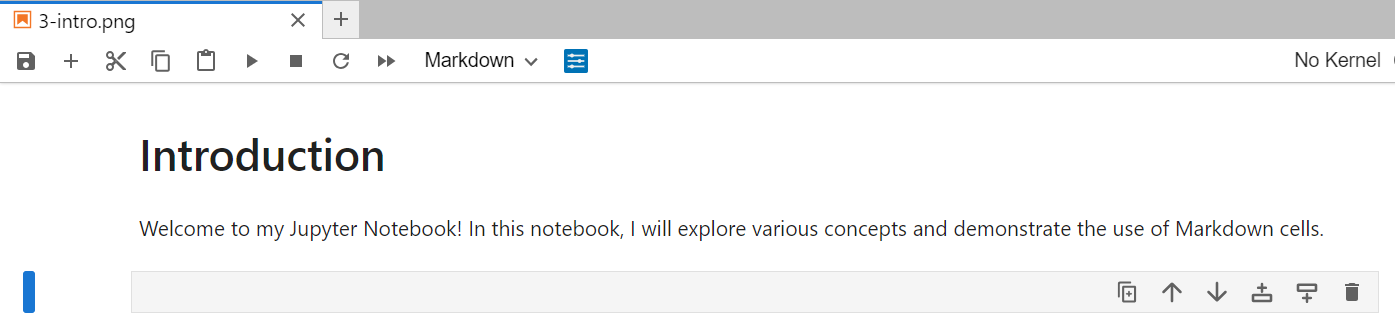 3-intro.png
Markdown
No Kernel
Introduction
Welcome to my Jupyter Notebook! In this notebook, I will explore various concepts and demonstrate the use of Markdown cells.